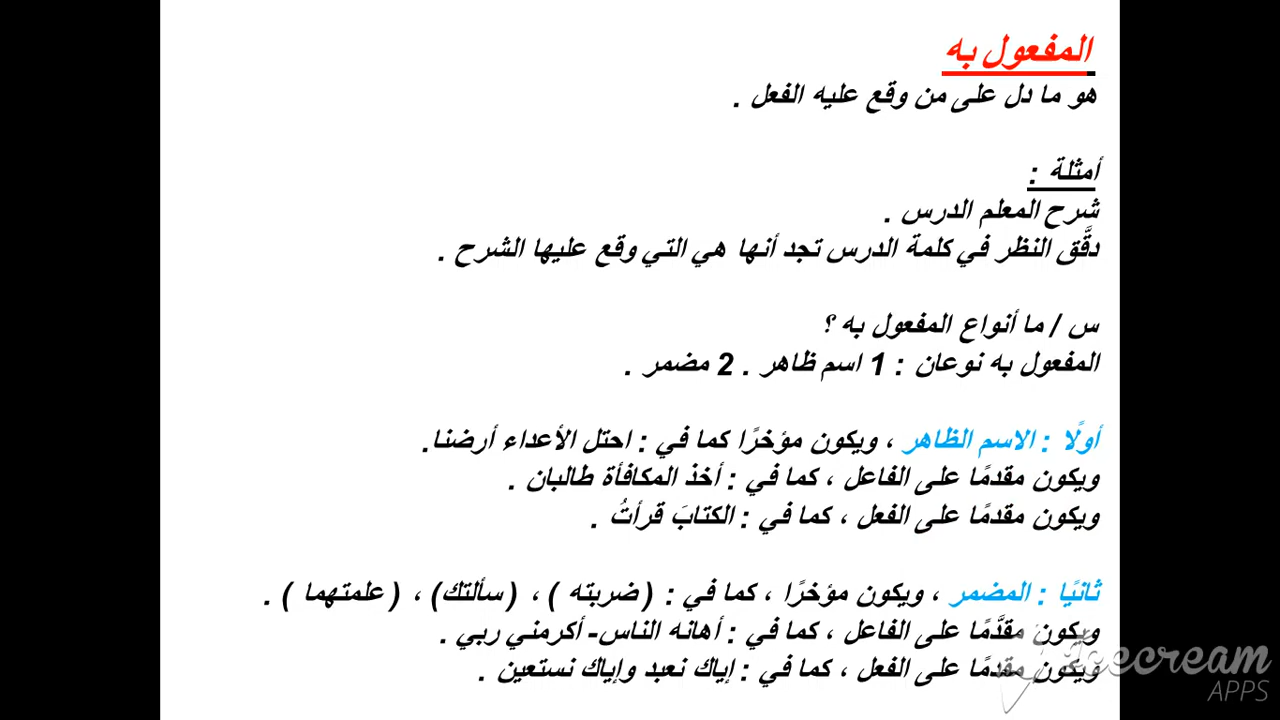 المفعول به
هو ما دل على من وقع عليه الفعل .
أمثلة :
شرح المعلم الدرس .
دقَّق النظر في كلمة الدرس تجد أنها هي التي وقع عليها الشرح .
س / ما أنواع المفعول به ؟
المفعول به نوعان : 1 اسم ظاهر . 2 مضمر .
أولًا : الاسم الظاهر ، ويكون مؤخرًا كما في : احتل الأعداء أرضنا.
ويكون مقدمًا على الفاعل ، كما في : أخذ المكافأة طالبان .
ويكون مقدمًا على الفعل ، كما في : الكتابَ قرأتُ .
ثانيًا : المضمر ، ويكون مؤخرًا ، كما في : ( ضربته ) ، ( سألتك) ، ( علمتهما ) .
ويكون مقدَّمًا على الفاعل ، كما في : أهانه الناس- أكرمني ربي .
ويكون مقدمًا على الفعل ، كما في : إياك نعبد وإياك نستعين .
Icecream
APPS